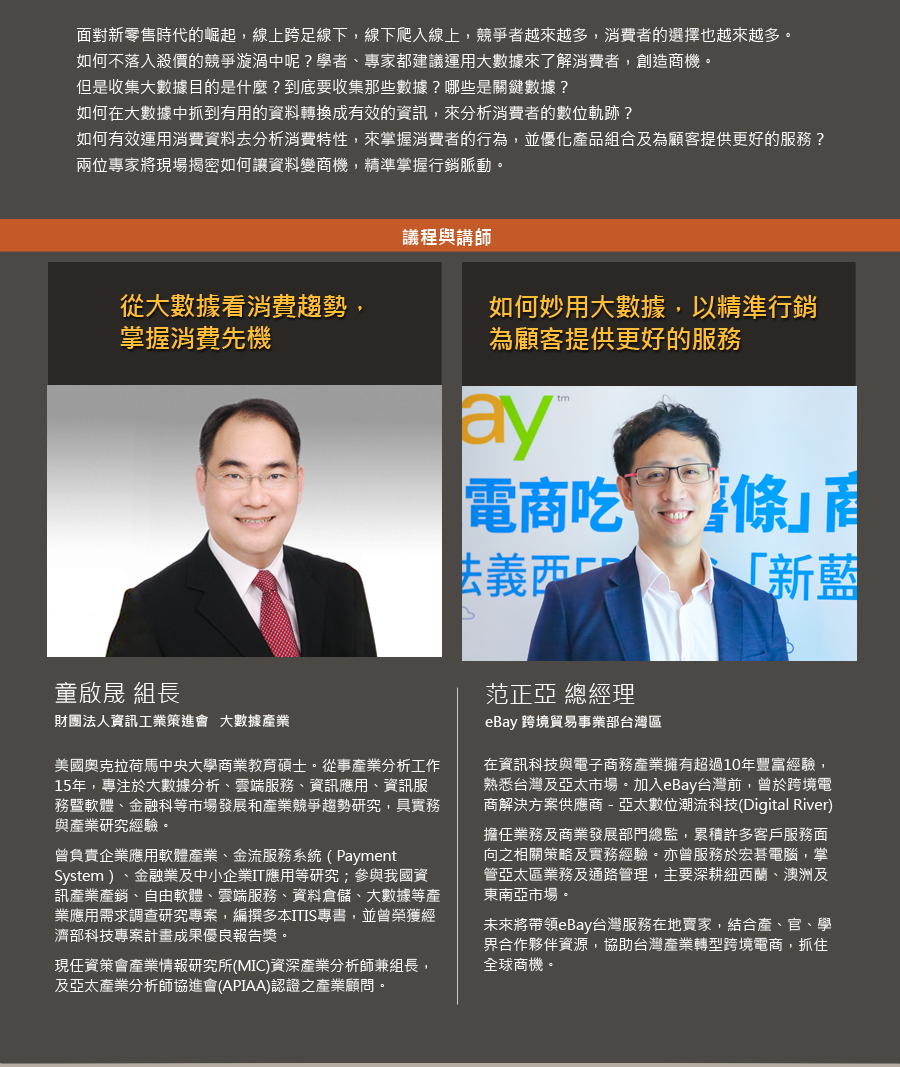 面對新零售時代的崛起，線上跨足線下，線下爬入線上，競爭者越來越多，消費者的選擇也越來越多。
如何不落入殺價的競爭漩渦中呢？學者、專家都建議運用大數據來了解消費者，創造商機。
但是收集大數據目的是什麼？到底要收集那些數據？哪些是關鍵數據？
如何在大數據中抓到有用的資料轉換成有效的資訊，來分析消費者的數位軌跡？
如何有效運用消費資料去分析消費特性，來掌握消費者的行為，並優化產品組合及為顧客提供更好的服務？
兩位專家將現場揭密如何讓資料變商機，精準掌握行銷脈動。
議程與講師
從大數據看消費趨勢，
掌握消費先機
如何妙用大數據，以精準行銷
為顧客提供更好的服務
ay tm
電商吃 條」商
法義西 「新藍
童啟晟 組長
財團法人資訊工業策進會 大數據產業
美國奧克拉荷馬中央大學商業教育碩士。從事產業分析工作
15年，專注於大數據分析、雲端服務、資訊應用、資訊服
務暨軟體、金融科等市場發展和產業競爭趨勢研究，具實務
與產業研究經驗。
曾負責企業應用軟體產業、金流服務系統（Payment
System）、金融業及中小企業IT應用等研究；參與我國資
訊產業產銷、自由軟體、雲端服務、資料倉儲、大數據等產
業應用需求調查研究專案，編撰多本ITIS專書，並曾榮獲經
濟部科技專案計畫成果優良報告獎。
現任資策會產業情報研究所(MIC)資深產業分析師兼組長，
及亞太產業分析師協進會(APIAA)認證之產業顧問。
范正亞 總經理
eBay 跨境貿易事業部台灣區
在資訊科技與電子商務產業擁有超過10年豐富經驗，
熟悉台灣及亞太市場。加入eBay台灣前，曾於跨境電
商解決方案供應商 - 亞太數位潮流科技(Digital River)
擔任業務及商業發展部門總監，累積許多客戶服務面
向之相關策略及實務經驗。亦曾服務於宏碁電腦，掌
管亞太區業務及通路管理，主要深耕紐西蘭、澳洲及
東南亞市場。
未來將帶領eBay台灣服務在地賣家，結合產、官、學
界合作夥伴資源，協助台灣產業轉型跨境電商，抓住
全球商機。